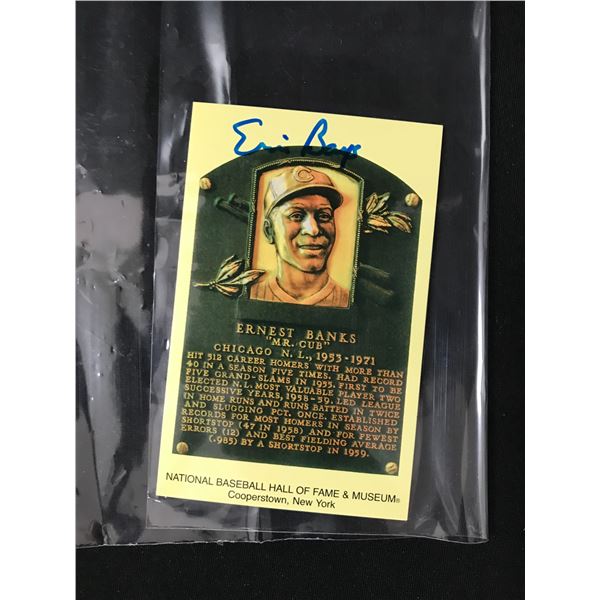 Ernie Banks
C
ERNEST BANKS
"MR. CUB"
CHICAGO N. L., 1953-1971
HIT 512 CAREER HOMERS WITH MORE THAN
40 IN A SEASON FIVE TIMES. HAD RECORD
FIVE GRAND-SLAMS IN 1955. FIRST TO BE
ELECTED N. L. MOST VALUABLE PLAYER TWO
SUCCESSIVE YEARS, 1958-59. LED LEAGUE
IN HOME RUNS AND RUNS BATTED IN TWICE
AND SLUGGING PCT. ONCE. ESTABLISHED
RECORDS FOR MOST HOMERS IN SEASON BY
SHORTSTOP (47 IN 1958) AND FOR FEWEST
ERRORS (12) AND BEST FIELDING AVERAGE
(.985) BY A SHORTSTOP IN 1959.
NATIONAL BASEBALL HALL OF FAME & MUSEUM®
Cooperstown, New York